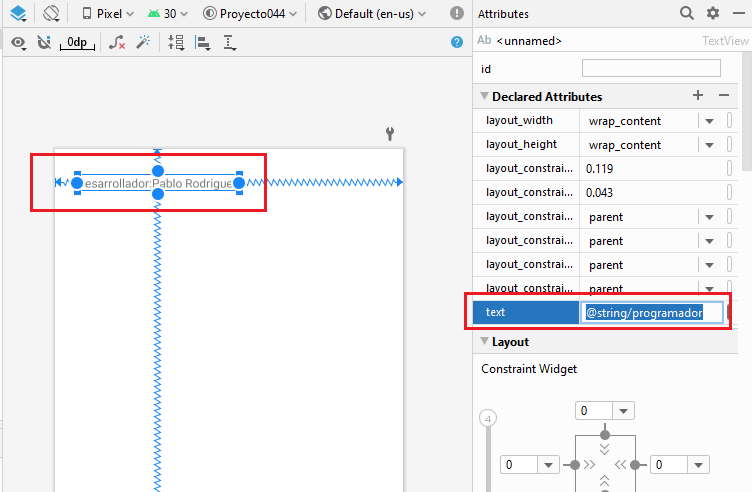 Pixel 30 Proyecto044 Default (en-us) Attributes
0dp
Ab <unnamed> TextView
id
Declared Attributes
layout_width wrap_content
layout_height wrap_content
layout_constrai... 0.119
layout_constrai... 0.043
layout_constrai... parent
layout_constrai... parent
layout_constrai... parent
layout_constrai... parent
esarrollador:Pablo Rodrigue
text @string/programador
Layout
Constraint Widget
4
0
0
0